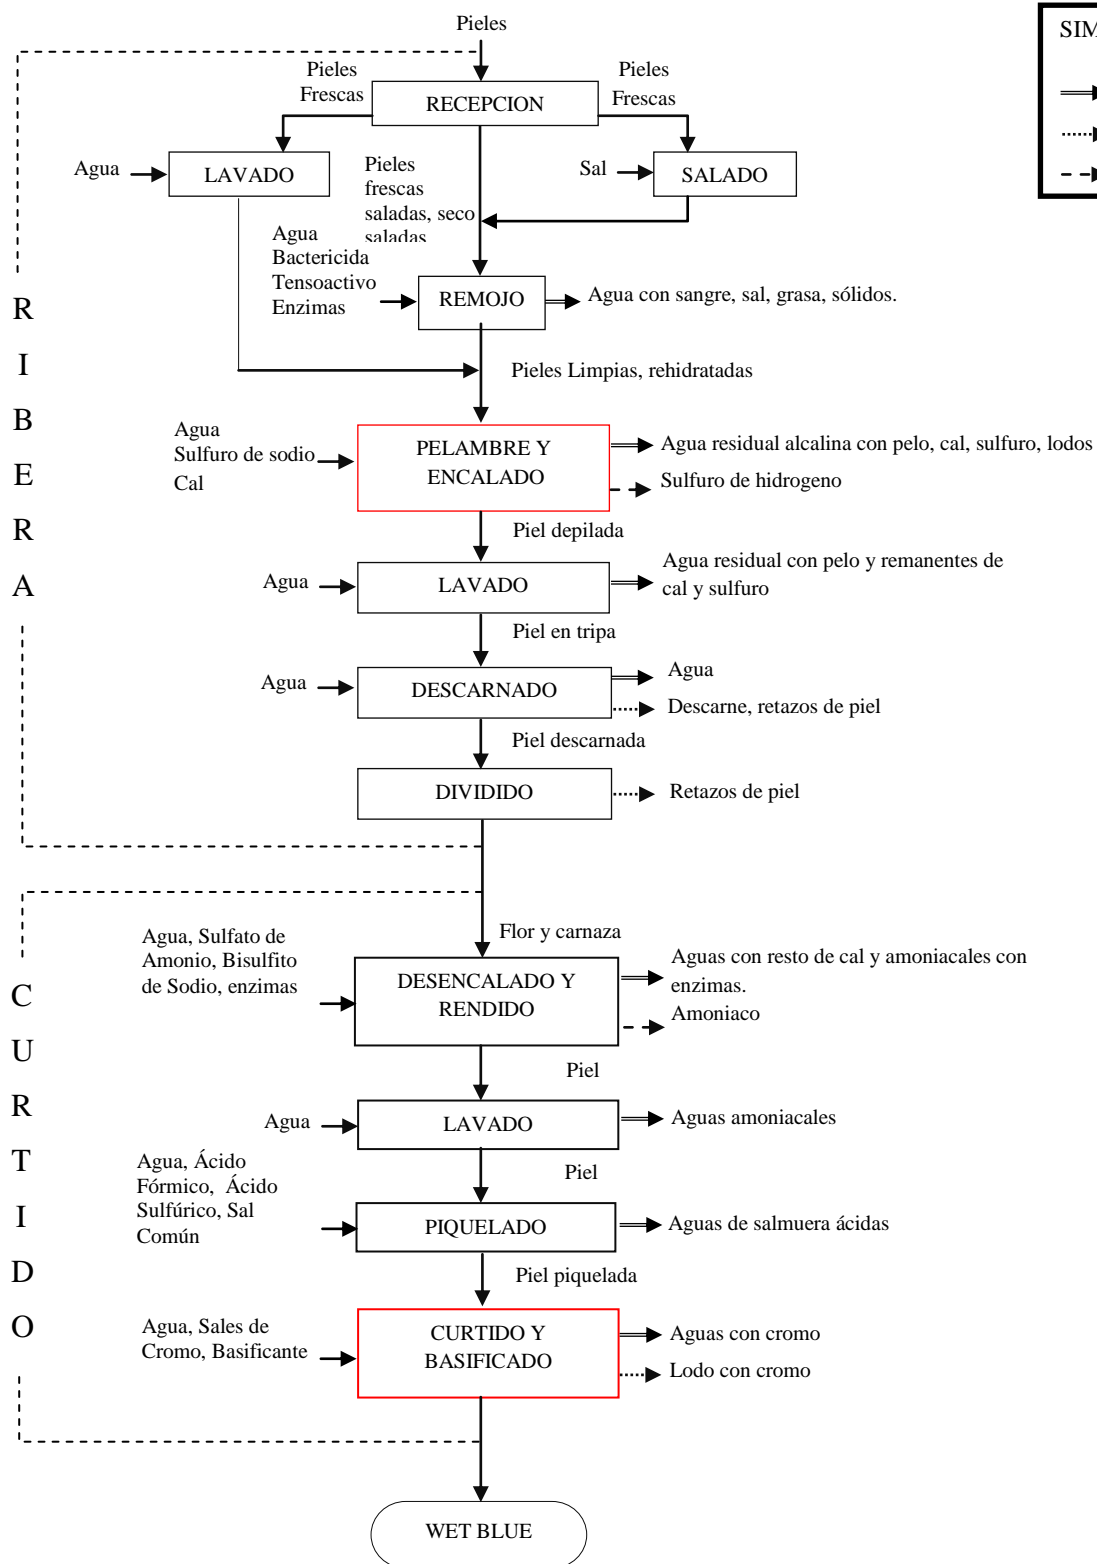 Pieles
SIM
Pieles
Frescas
Pieles
Frescas
RECEPCION
Agua
LAVADO
Pieles
frescas
saladas, seco
saladas
Sal
SALADO
Agua
Bactericida
Tensoactivo
Enzimas
REMOJO
Agua con sangre, sal, grasa, sólidos.
Pieles Limpias, rehidratadas
R
I
B
E
R
A
Agua
Sulfuro de sodio
Cal
PELAMBRE Y
ENCALADO
Agua residual alcalina con pelo, cal, sulfuro, lodos
Sulfuro de hidrogeno
Piel depilada
Agua
LAVADO
Agua residual con pelo y remanentes de
cal y sulfuro
Piel en tripa
Agua
DESCARNADO
Agua
Descarne, retazos de piel
Piel descarnada
DIVIDIDO
Retazos de piel
Flor y carnaza
C
U
R
T
I
D
O
Agua, Sulfato de
Amonio, Bisulfito
de Sodio, enzimas
DESENCALADO Y
RENDIDO
Aguas con resto de cal y amoniacales con
enzimas.
Amoniaco
Piel
Agua
LAVADO
Aguas amoniacales
Piel
Agua, Ácido
Fórmico, Ácido
Sulfúrico, Sal
Común
PIQUELADO
Aguas de salmuera ácidas
Piel piquelada
Agua, Sales de
Cromo, Basificante
CURTIDO Y
BASIFICADO
Aguas con cromo
Lodo con cromo
WET BLUE